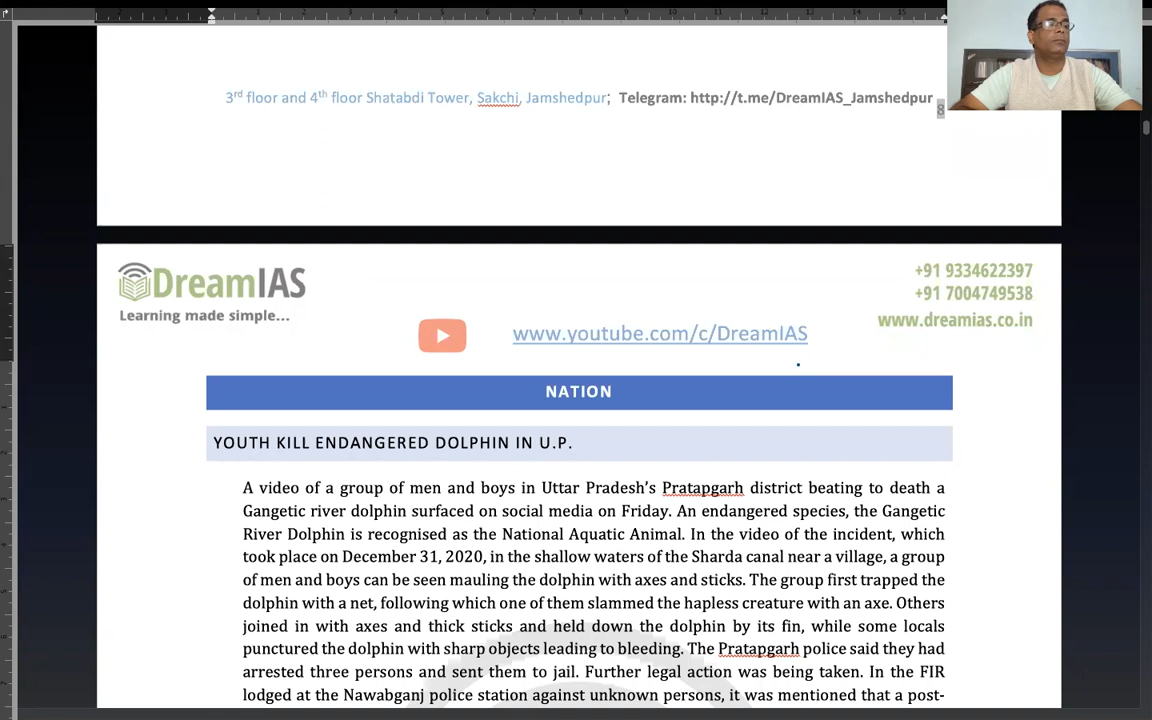 3rd floor and 4th floor Shatabdi Tower, Sakchi, Jamshedpur; Telegram: http://t.me/DreamIAS_Jamshedpur
8
DreamIAS
Learning made simple...
+91 9334622397
+91 7004749538
www.dreamias.co.in
www.youtube.com/c/DreamIAS
NATION
YOUTH KILL ENDANGERED DOLPHIN IN U.P.
A video of a group of men and boys in Uttar Pradesh’s Pratapgarh district beating to death a
Gangetic river dolphin surfaced on social media on Friday. An endangered species, the Gangetic
River Dolphin is recognised as the National Aquatic Animal. In the video of the incident, which
took place on December 31, 2020, in the shallow waters of the Sharda canal near a village, a group
of men and boys can be seen mauling the dolphin with axes and sticks. The group first trapped the
dolphin with a net, following which one of them slammed the hapless creature with an axe. Others
joined in with axes and thick sticks and held down the dolphin by its fin, while some locals
punctured the dolphin with sharp objects leading to bleeding. The Pratapgarh police said they had
arrested three persons and sent them to jail. Further legal action was being taken. In the FIR
lodged at the Nawabganj police station against unknown persons, it was mentioned that a post-